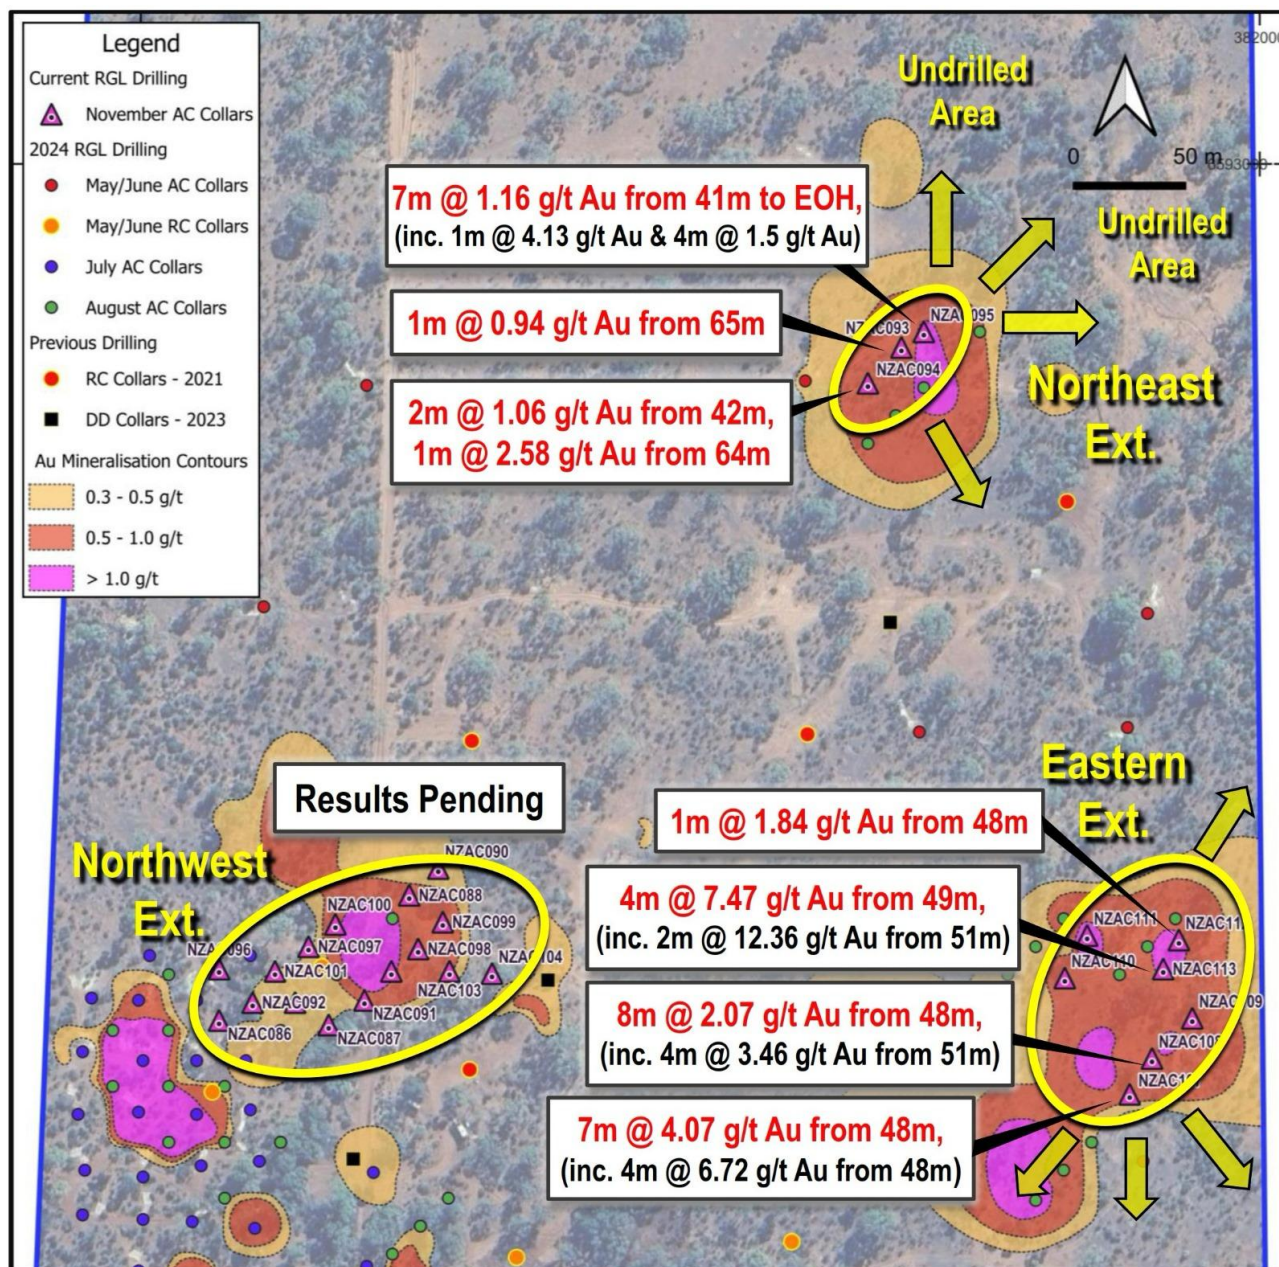 Legend
Current RGL Drilling
November AC Collars
2024 RGL Drilling
May/June AC Collars
May/June RC Collars
July AC Collars
August AC Collars
Previous Drilling
RC Collars - 2021
DD Collars - 2023
Au Mineralisation Contours
0.3 - 0.5 g/t
0.5 - 1.0 g/t
> 1.0 g/t
Undrilled
Area
0 50 m
Undrilled
Area
7m @ 1.16 g/t Au from 41m to EOH,
(inc. 1m @ 4.13 g/t Au & 4m @ 1.5 g/t Au)
1m @ 0.94 g/t Au from 65m
2m @ 1.06 g/t Au from 42m,
1m @ 2.58 g/t Au from 64m
NZAC093
NZAC095
NZAC094
Northeast
Ext.
Results Pending
Northwest
Ext.
NZAC090
NZAC088
NZAC100
NZAC099
NZAC097
NZAC098
NZAC101
NZAC103
NZAC092
NZAC091
NZAC086
NZAC087
Eastern
Ext.
1m @ 1.84 g/t Au from 48m
4m @ 7.47 g/t Au from 49m,
(inc. 2m @ 12.36 g/t Au from 51m)
8m @ 2.07 g/t Au from 48m,
(inc. 4m @ 3.46 g/t Au from 51m)
7m @ 4.07 g/t Au from 48m,
(inc. 4m @ 6.72 g/t Au from 48m)
NZAC111
NZAC110
NZAC113